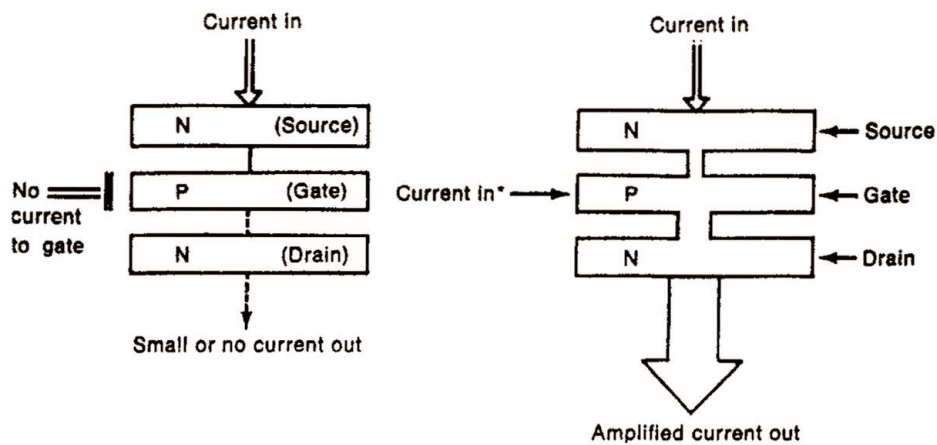 Current in
N (Source)
No
current
to gate
P (Gate)
N (Drain)
Small or no current out
Current in
N
Source
Current in*
P
Gate
N
Drain
Amplified current out